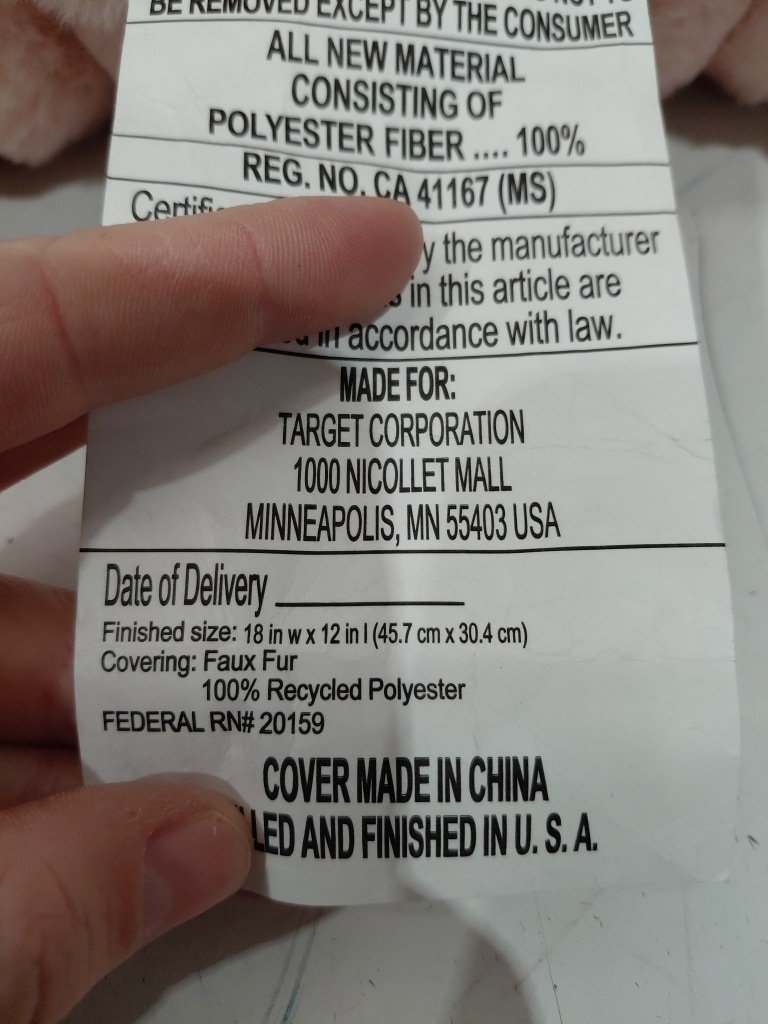 BE REMOVED EXCEPT BY THE CONSUMER
ALL NEW MATERIAL
CONSISTING OF
POLYESTER FIBER .... 100%
REG. NO. CA 41167 (MS)
the manufacturer
in this article are
in accordance with law.
MADE FOR:
TARGET CORPORATION
1000 NICOLLET MALL
MINNEAPOLIS, MN 55403 USA
Date of Delivery
Finished size: 18 in w x 12 in l (45.7 cm x 30.4 cm)
Covering: Faux Fur
100% Recycled Polyester
FEDERAL RN# 20159
COVER MADE IN CHINA
AND FINISHED IN U. S. A.